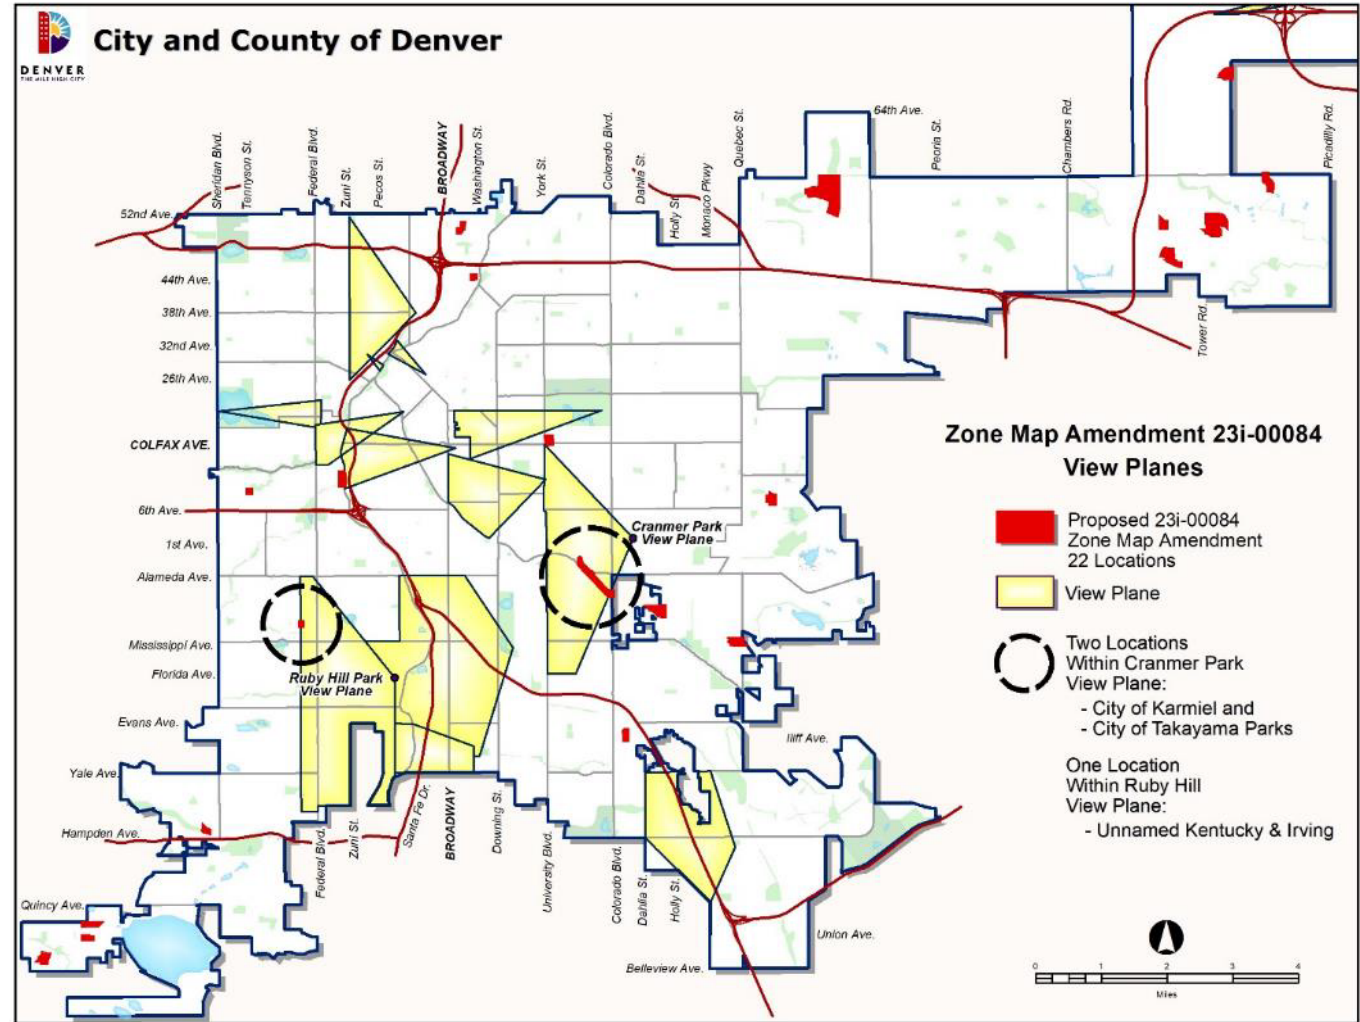 City and County of Denver
DENVER
THE MILE HIGH CITY
64th Ave.
Sheridan Blvd.
Tennyson St.
Federal Blvd.
Zuni St.
Pecos St.
BROADWAY
Washington St.
York St.
Colorado Blvd.
Dahlia St.
Holly St.
Monaco Pkwy
Quebec St.
Peoria St.
Chambers Rd.
Picadilly Rd.
Tower Rd.
52nd Ave.
44th Ave.
38th Ave.
32nd Ave.
26th Ave.
COLFAX AVE.
6th Ave.
1st Ave.
Alameda Ave.
Mississippi Ave.
Florida Ave.
Evans Ave.
Yale Ave.
Hampden Ave.
Quincy Ave.
Cranmer Park
View Plane
Ruby Hill Park
View Plane
Iliff Ave.
Union Ave.
Belleview Ave.
Federal Blvd.
Zuni St.
Santa Fe Dr.
BROADWAY
Downing St.
University Blvd.
Colorado Blvd.
Dahlia St.
Holly St.
Zone Map Amendment 23i-00084
View Planes
Proposed 23i-00084
Zone Map Amendment
22 Locations
View Plane
Two Locations
Within Cranmer Park
View Plane:
- City of Karmiel and
- City of Takayama Parks
One Location
Within Ruby Hill
View Plane:
- Unnamed Kentucky & Irving
0 1 2 3 4
Miles